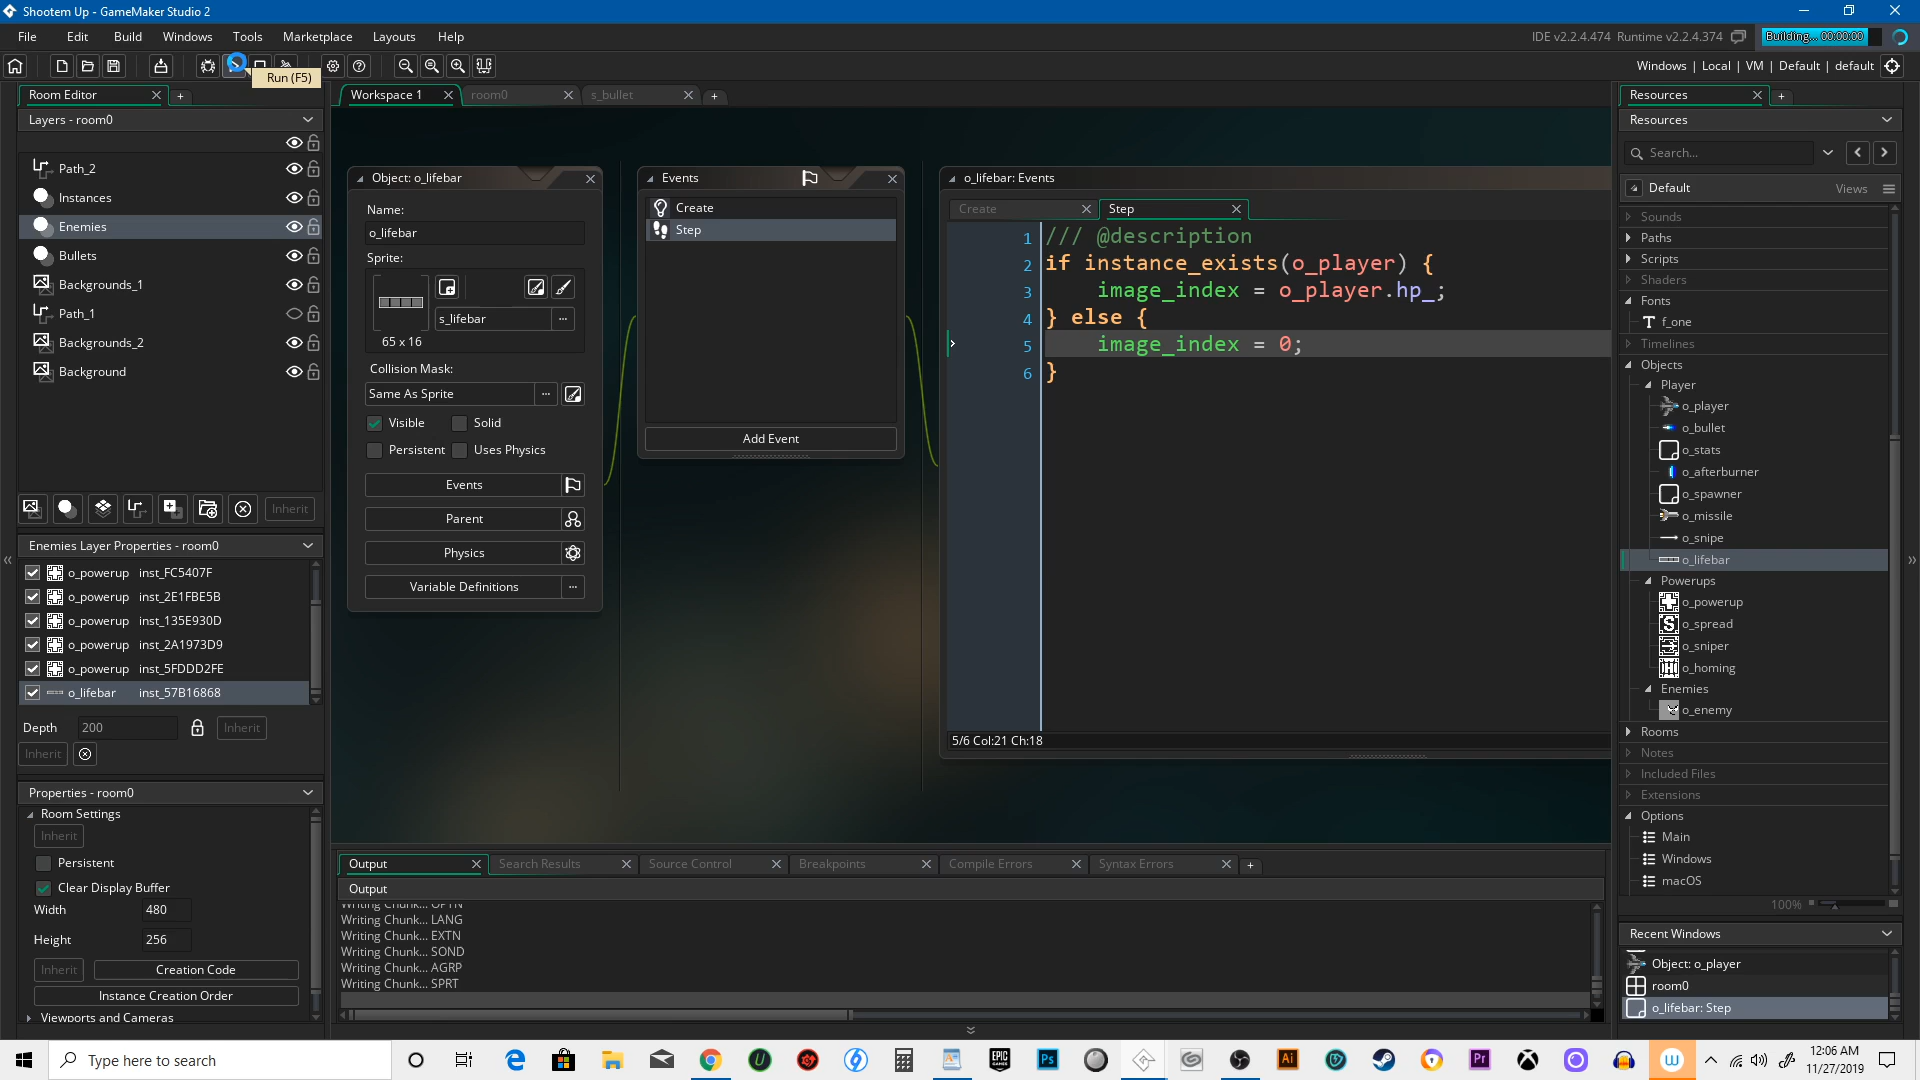 Shootem Up - GameMaker Studio 2
File Edit Build Windows Tools Marketplace Layouts Help
IDE v2.2.4.474 Runtime v2.2.4.374
Building... 00:00:00
Run (F5)
Windows | Local | VM | Default | default
Room Editor
Layers - room0
Path_2
Instances
Enemies
Bullets
Backgrounds_1
Path_1
Backgrounds_2
Background
Inherit
Enemies Layer Properties - room0
o_powerup inst_FC5407F
o_powerup inst_2E1FBE5B
o_powerup inst_135E930D
o_powerup inst_2A1973D9
o_powerup inst_5FDDD2FE
o_lifebar inst_57B16868
Depth 200 Inherit
Inherit
Properties - room0
Room Settings
Inherit
Persistent
Clear Display Buffer
Width 480
Height 256
Inherit Creation Code
Instance Creation Order
Viewports and Cameras
Workspace 1 room0 s_bullet
Object: o_lifebar
Name:
o_lifebar
Sprite:
s_lifebar
65 x 16
Collision Mask:
Same As Sprite
Visible Solid
Persistent Uses Physics
Events
Parent
Physics
Variable Definitions
Events
Create
Step
Add Event
o_lifebar: Events
Create Step
1 /// @description
2 if instance_exists(o_player) {
3 image_index = o_player.hp_;
4 } else {
5 image_index = 0;
6 }
5/6 Col:21 Ch:18
Output Search Results Source Control Breakpoints Compile Errors Syntax Errors
Output
Writing Chunk... OPTN
Writing Chunk... LANG
Writing Chunk... EXTN
Writing Chunk... SOND
Writing Chunk... AGRP
Writing Chunk... SPRT
Resources
Resources
Search...
Default Views
Sounds
Paths
Scripts
Shaders
Fonts
f_one
Timelines
Objects
Player
o_player
o_bullet
o_stats
o_afterburner
o_spawner
o_missile
o_snipe
o_lifebar
Powerups
o_powerup
o_spread
o_sniper
o_homing
Enemies
o_enemy
Rooms
Notes
Included Files
Extensions
Options
Main
Windows
macOS
100%
Recent Windows
Object: o_player
room0
o_lifebar: Step
Type here to search
12:06 AM
11/27/2019